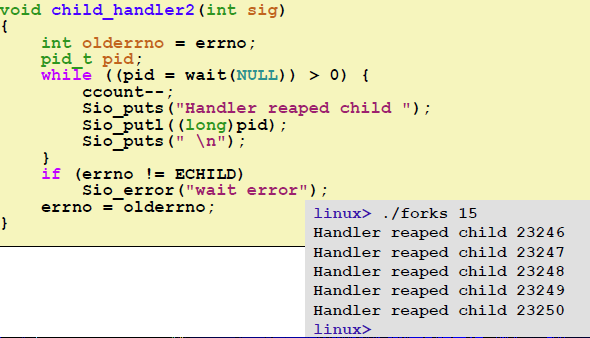 void child_handler2(int sig)
{
    int olderrno = errno;
    pid_t pid;
    while ((pid = wait(NULL)) > 0) {
        ccount--;
        Sio_puts("Handler reaped child ");
        Sio_putl((long)pid);
        Sio_puts(" \n");
    }
    if (errno != ECHILD)
        Sio_error("wait error");
    errno = olderrno;
}
linux> ./forks 15
Handler reaped child 23246
Handler reaped child 23247
Handler reaped child 23248
Handler reaped child 23249
Handler reaped child 23250
linux>